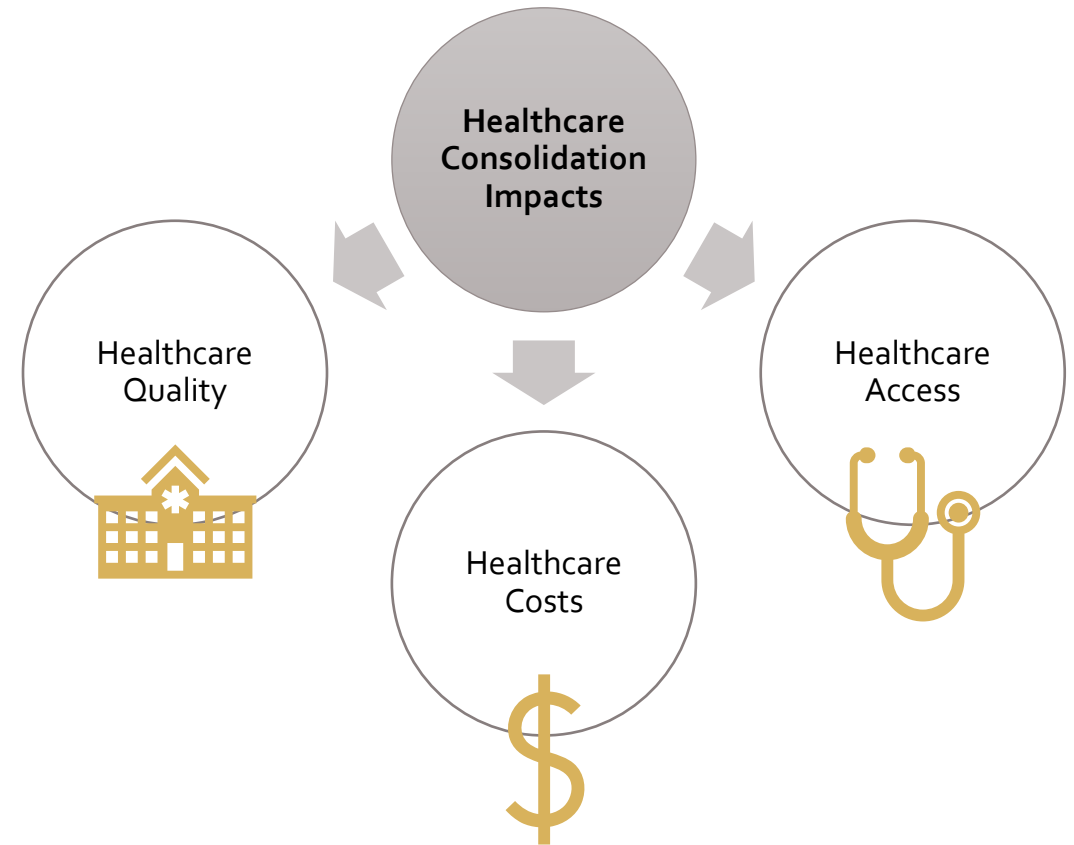 Healthcare
Consolidation
Impacts
Healthcare
Quality
Healthcare
Costs
Healthcare
Access